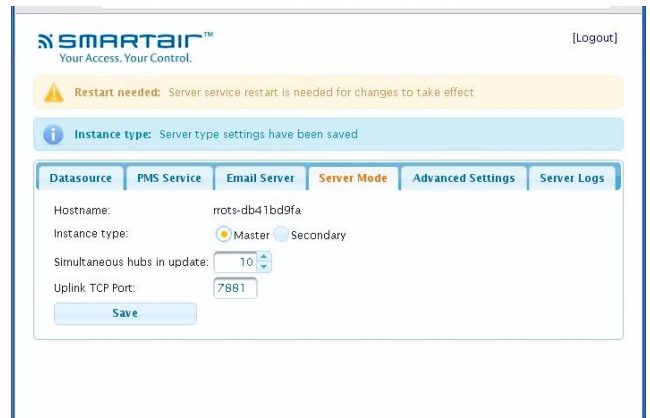 SMARTair™
[Logout]
Your Access. Your Control.
Restart needed: Server service restart is needed for changes to take effect
Instance type: Server type settings have been saved
Datasource PMS Service Email Server Server Mode Advanced Settings Server Logs
Hostname: rrots-db41bd9fa
Instance type: Master Secondary
Simultaneous hubs in update: 10
Uplink TCP Port: 7881
Save